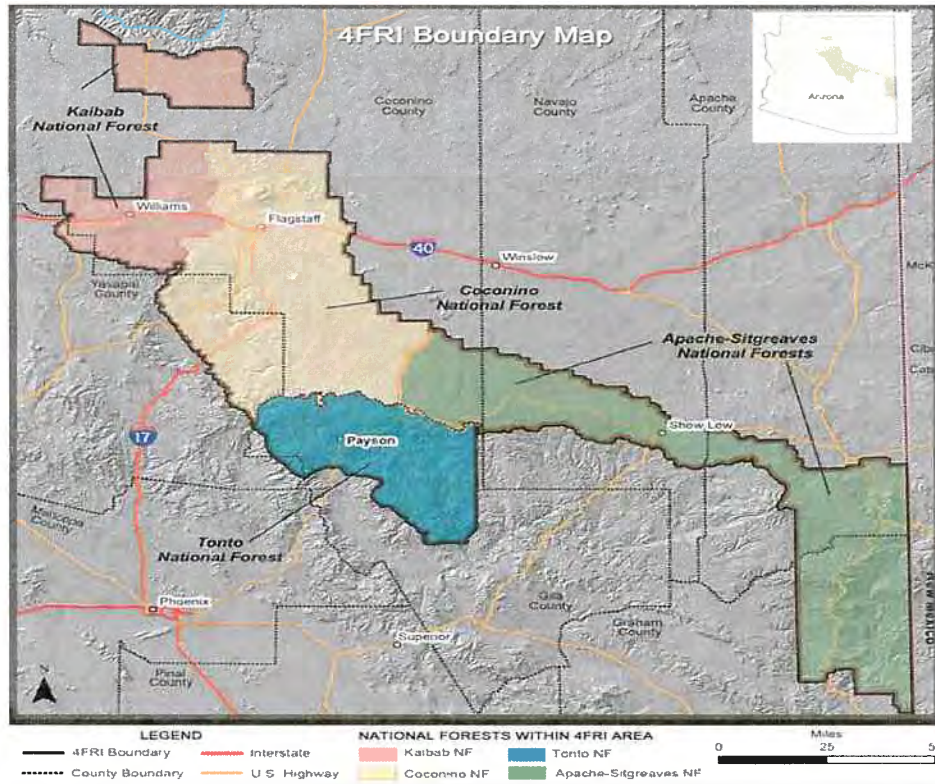 4FRI Boundary Map
Arizona
Coconino
County
Navajo
County
Apache
County
Kaibab
National Forest
Williams
Flagstaff
40
Winslow
McK
Yavapai
County
Coconino
National Forest
Apache-Sitgreaves
National Forests
Cib
17
Payson
Show Low
Maricopa
County
Tonto
National Forest
NEW MEXICO
Phoenix
Gila
County
Graham
County
Superior
Pinal
County
N
LEGEND
4FRI Boundary
County Boundary
Interstate
U.S. Highway
NATIONAL FORESTS WITHIN 4FRI AREA
Kaibab NF
Coconino NF
Tonto NF
Apache-Sitgreaves NF
Miles
0 25 50